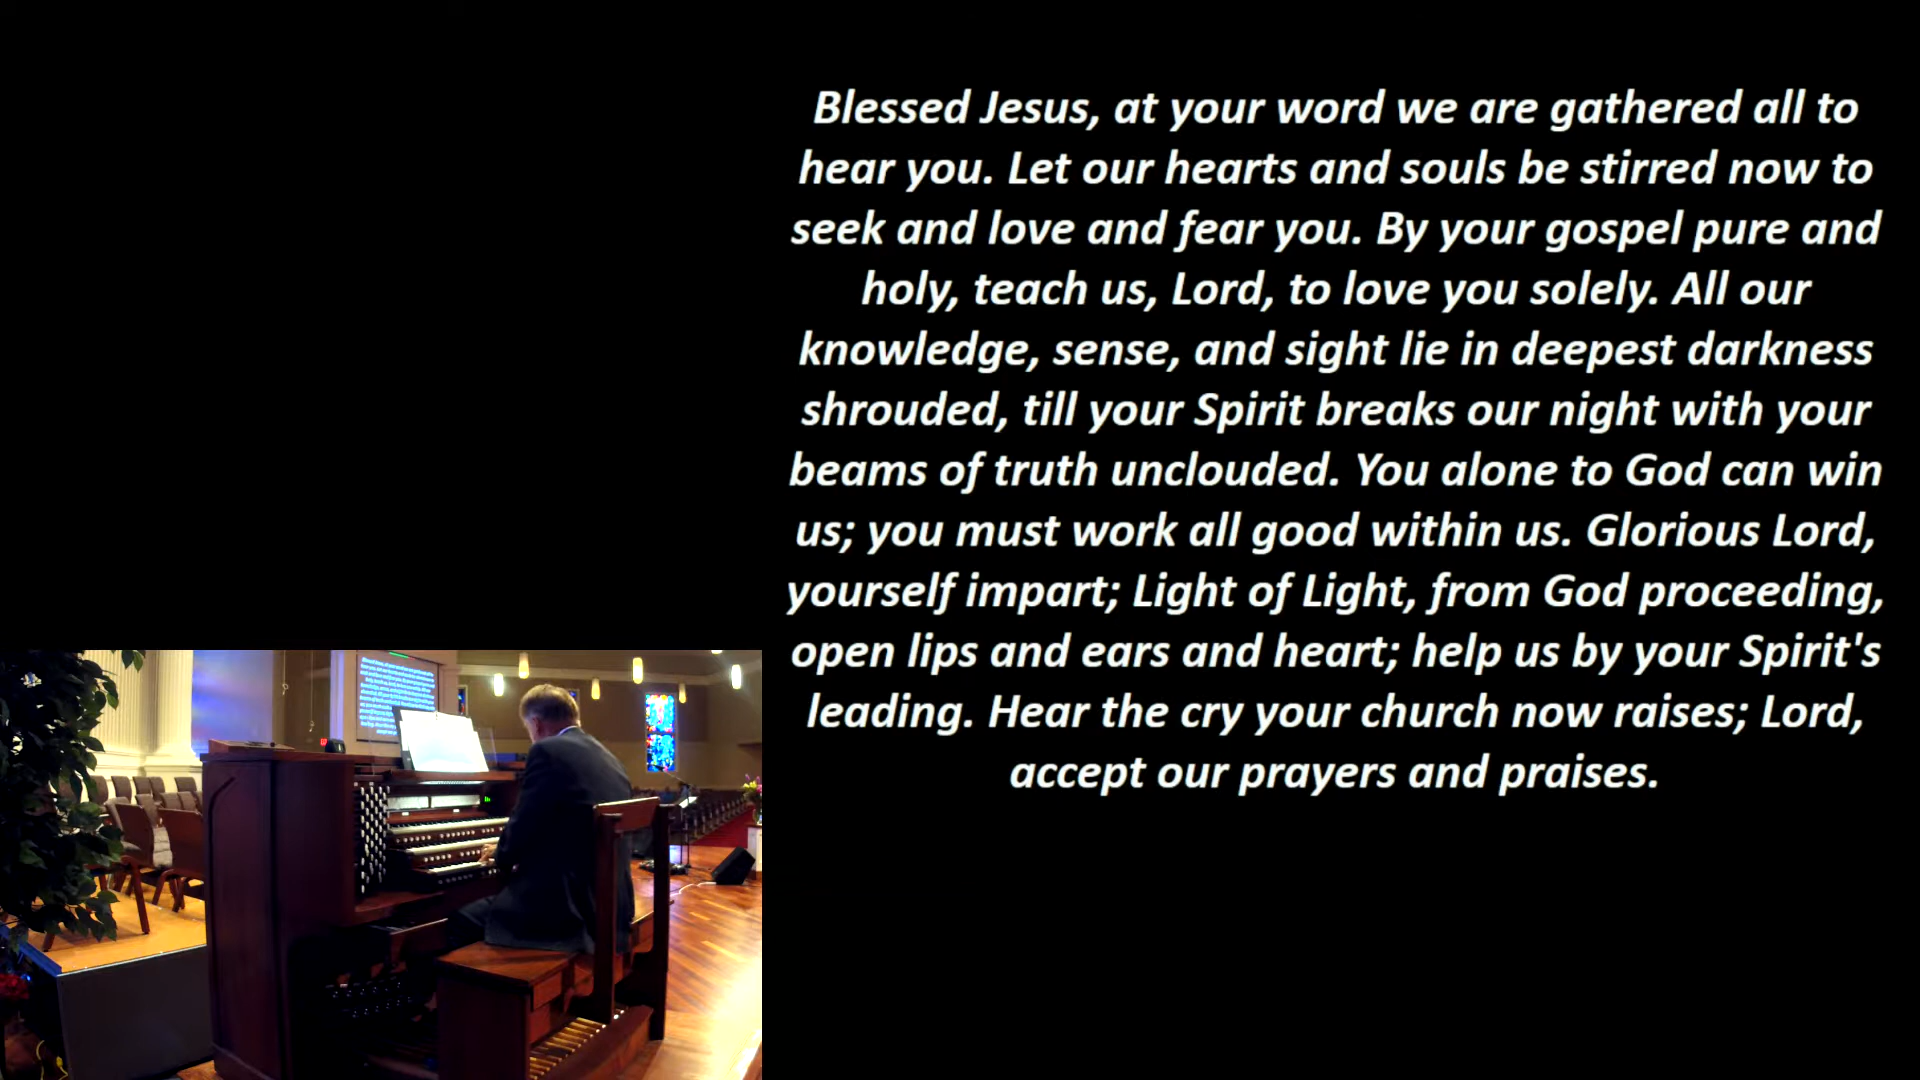 Blessed Jesus, at your word we are gathered all to
hear you. Let our hearts and souls be stirred now to
seek and love and fear you. By your gospel pure and
holy, teach us, Lord, to love you solely. All our
knowledge, sense, and sight lie in deepest darkness
shrouded, till your Spirit breaks our night with your
beams of truth unclouded. You alone to God can win
us; you must work all good within us. Glorious Lord,
yourself impart; Light of Light, from God proceeding,
open lips and ears and heart; help us by your Spirit's
leading. Hear the cry your church now raises; Lord,
accept our prayers and praises.